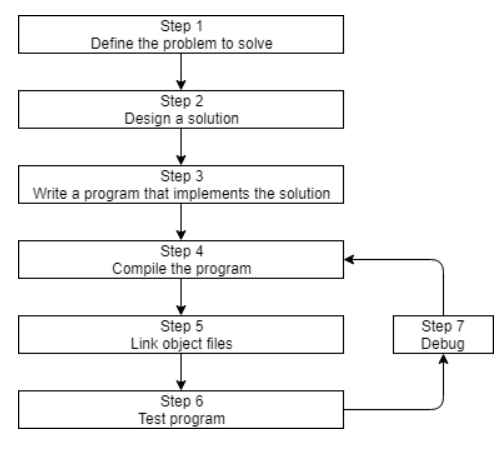 Step 1
Define the problem to solve
Step 2
Design a solution
Step 3
Write a program that implements the solution
Step 4
Compile the program
Step 5
Link object files
Step 7
Debug
Step 6
Test program